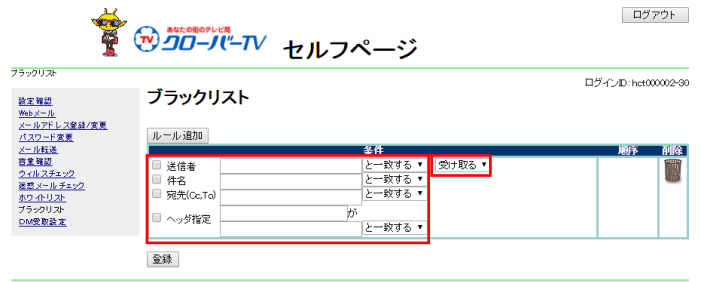 ログアウト
あなたの街のテレビ局
クローバーTV セルフページ
ブラックリスト
ログインID: hct000002-30
設定確認
Webメール
メールアドレス登録/変更
パスワード変更
メール転送
容量確認
ウィルスチェック
迷惑メールチェック
ホワイトリスト
ブラックリスト
DM受取設定
ブラックリスト
ルール追加
条件 順序 削除
送信者 と一致する 受け取る
件名 と一致する
宛先(Cc,To) と一致する
ヘッダ指定 が
と一致する
登録